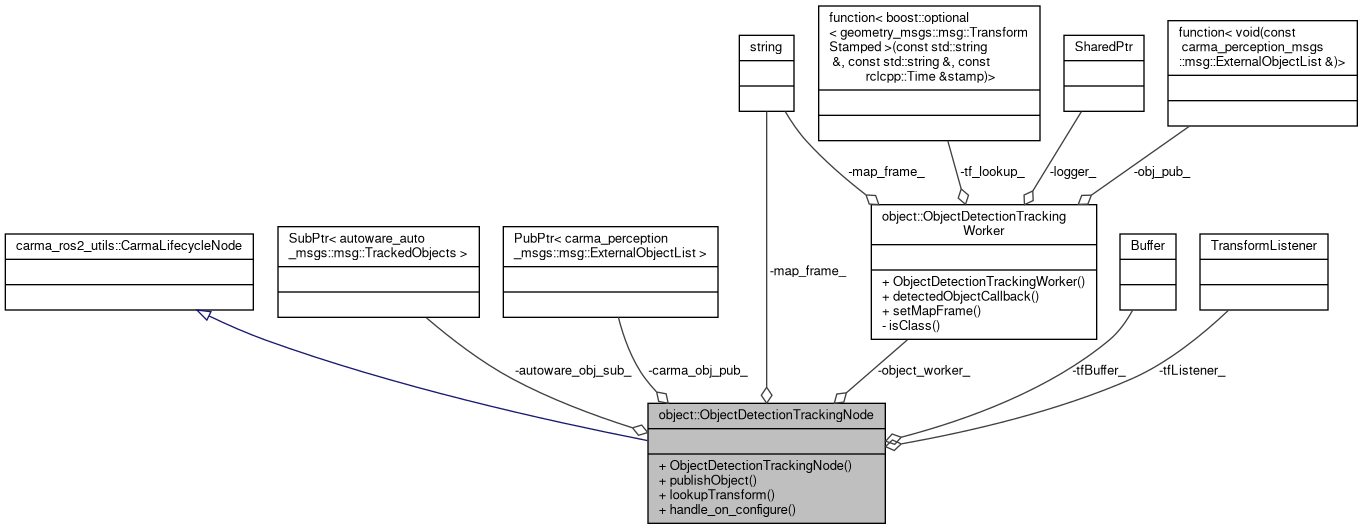 string
function< boost::optional
< geometry_msgs::msg::Transform
Stamped >(const std::string
&, const std::string &, const
rclcpp::Time &stamp)>
SharedPtr
function< void(const
carma_perception_msgs
::msg::ExternalObjectList &)>
-map_frame_
-tf_lookup_
-logger_
-obj_pub_
carma_ros2_utils::CarmaLifecycleNode
SubPtr< autoware_auto
_msgs::msg::TrackedObjects >
PubPtr< carma_perception
_msgs::msg::ExternalObjectList >
-map_frame_
object::ObjectDetectionTracking
Worker
+ ObjectDetectionTrackingWorker()
+ detectedObjectCallback()
+ setMapFrame()
- isClass()
Buffer
TransformListener
-autoware_obj_sub_
-carma_obj_pub_
-object_worker_
-tfBuffer_
-tfListener_
object::ObjectDetectionTrackingNode
+ ObjectDetectionTrackingNode()
+ publishObject()
+ lookupTransform()
+ handle_on_configure()